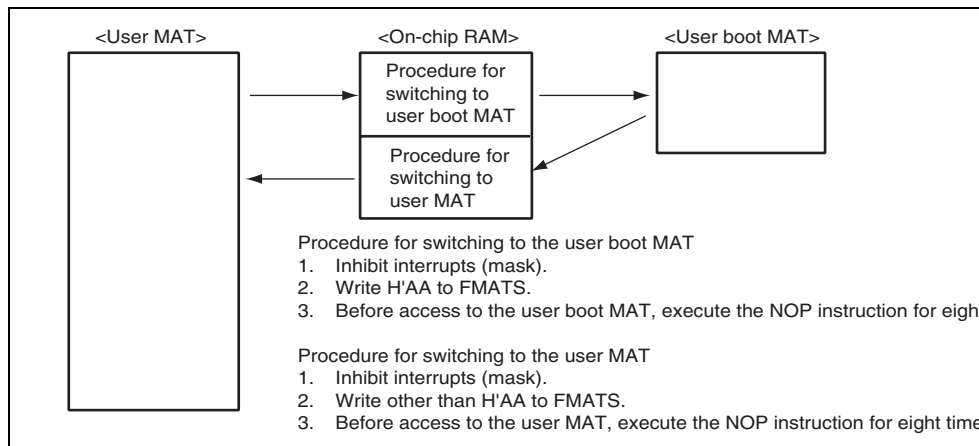 <User MAT>
<On-chip RAM>
<User boot MAT>
Procedure for
switching to
user boot MAT
Procedure for
switching to
user MAT
Procedure for switching to the user boot MAT
1. Inhibit interrupts (mask).
2. Write H'AA to FMATS.
3. Before access to the user boot MAT, execute the NOP instruction for eigh
Procedure for switching to the user MAT
1. Inhibit interrupts (mask).
2. Write other than H'AA to FMATS.
3. Before access to the user MAT, execute the NOP instruction for eight time